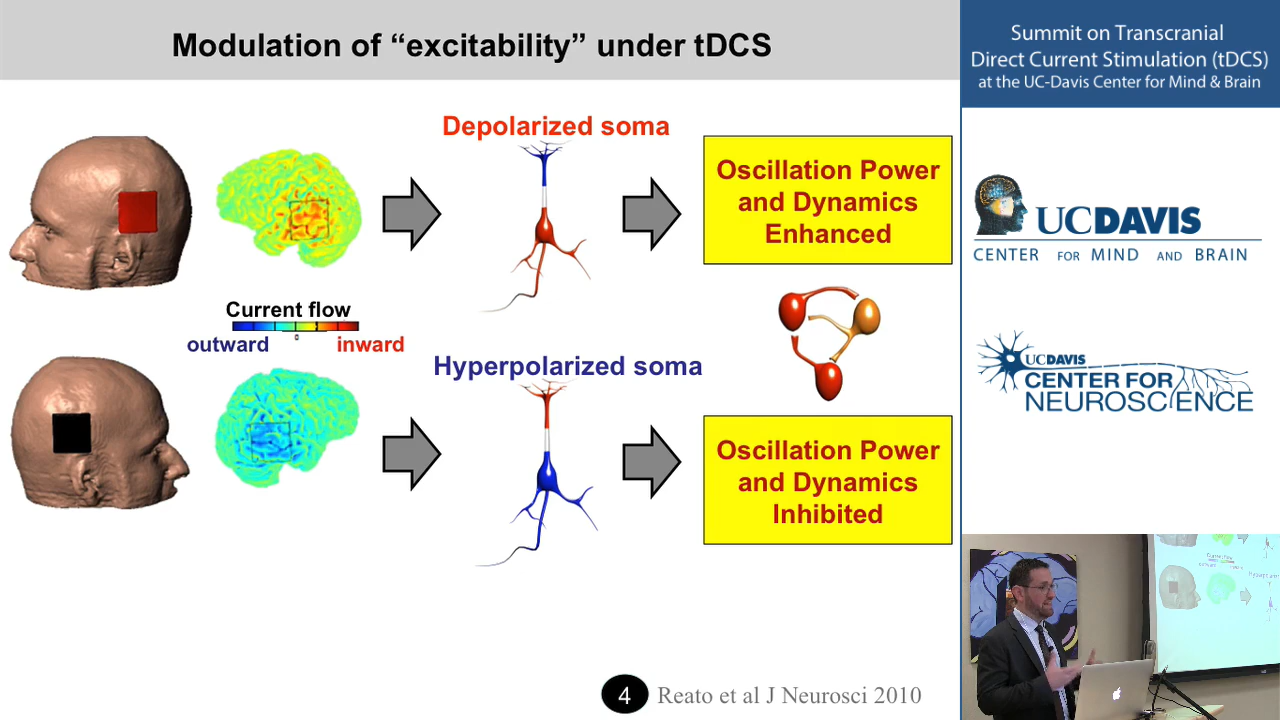 Modulation of “excitability” under tDCS
Depolarized soma
Oscillation Power
and Dynamics
Enhanced
Current flow
0
outward
inward
Hyperpolarized soma
Oscillation Power
and Dynamics
Inhibited
4
Reato et al J Neurosci 2010
Summit on Transcranial
Direct Current Stimulation (tDCS)
at the UC-Davis Center for Mind & Brain
UCDAVIS
CENTER FOR MIND AND BRAIN
UCDAVIS
CENTER FOR
NEUROSCIENCE